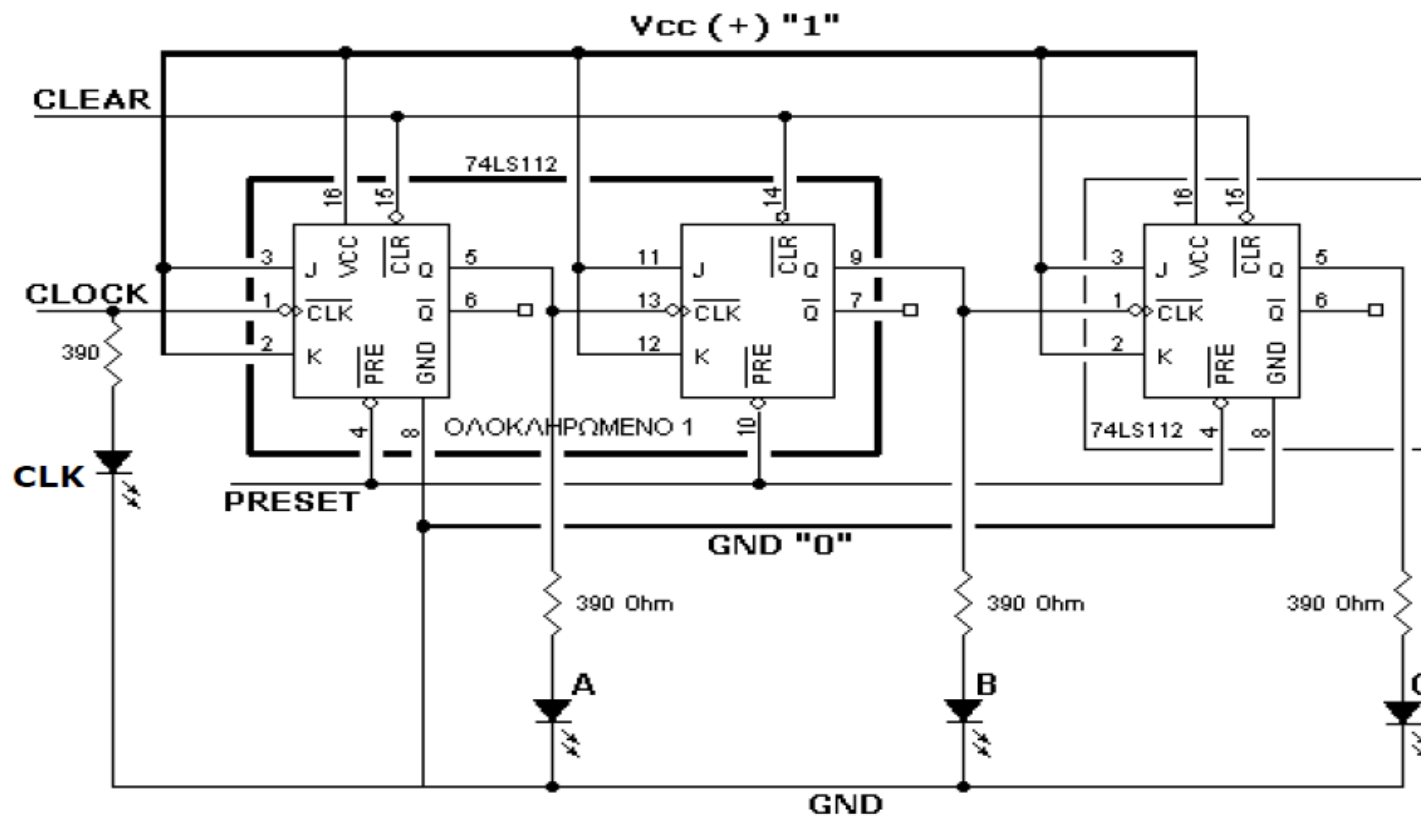 Vcc (+) "1"
CLEAR
74LS112
16 15 14 16 15
3 J VCC CLR Q 5 11 J CLR Q 9 3 J VCC CLR Q 5
CLOCK 1 CLK Q 6 13 CLK Q 7 1 CLK Q 6
390 2 K PRE GND 12 K PRE 2 K PRE GND
4 8 ΟΛΟΚΛΗΡΩΜΕΝΟ 1 10 74LS112 4 8
CLK
PRESET
GND "0"
390 Ohm 390 Ohm 390 Ohm
A B
GND